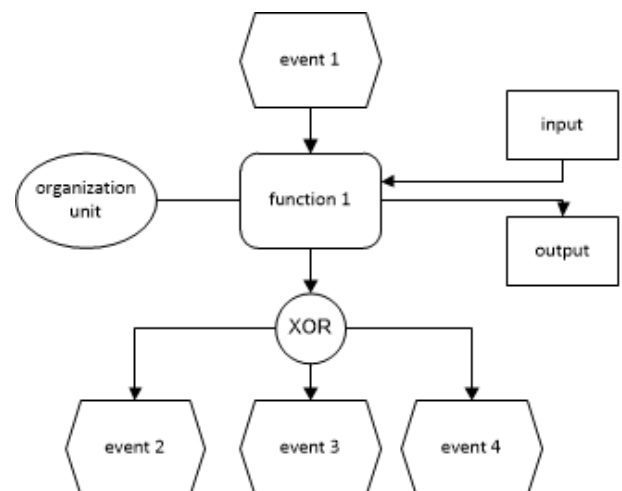 event 1
input
organization
unit
function 1
output
XOR
event 2
event 3
event 4